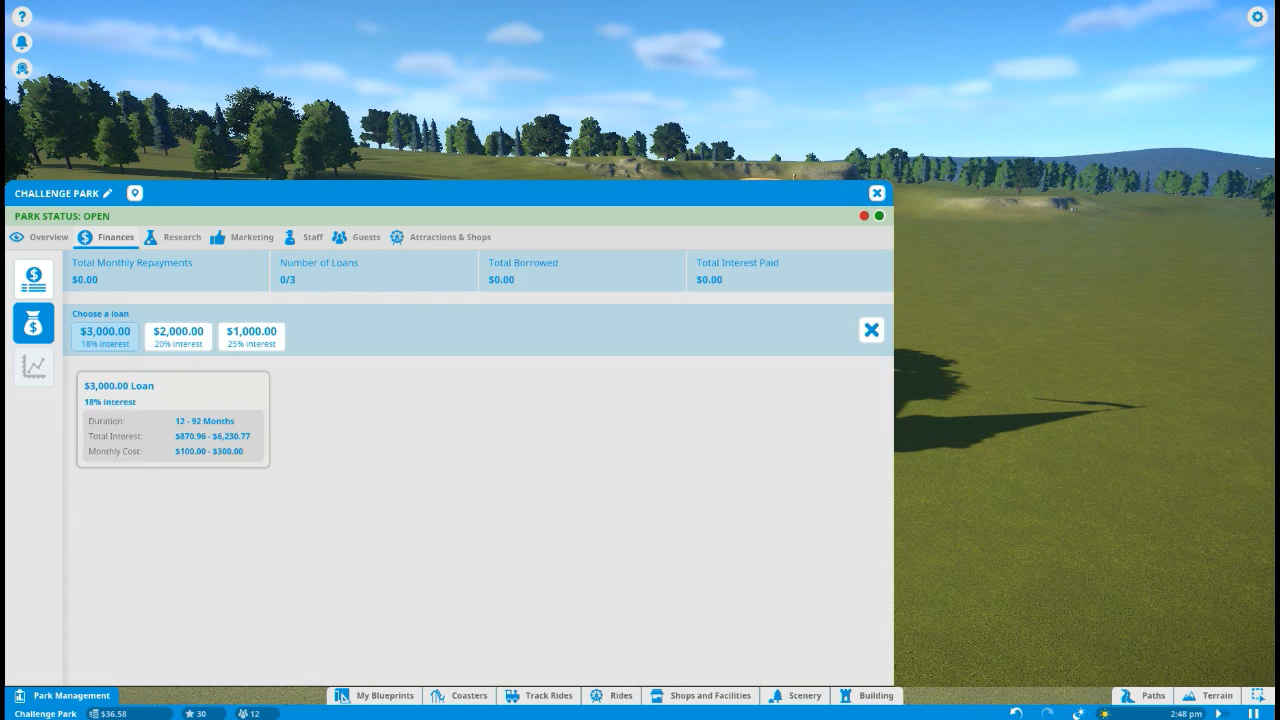 ?
CHALLENGE PARK
PARK STATUS: OPEN
Overview Finances Research Marketing Staff Guests Attractions & Shops
Total Monthly Repayments Number of Loans Total Borrowed Total Interest Paid
$0.00 0/3 $0.00 $0.00
Choose a loan
$3,000.00 $2,000.00 $1,000.00
18% interest 20% interest 25% interest
$3,000.00 Loan
18% interest
Duration: 12 - 92 Months
Total Interest: $870.96 - $6,230.77
Monthly Cost: $100.00 - $300.00
Park Management My Blueprints Coasters Track Rides Rides Shops and Facilities Scenery Building Paths Terrain
Challenge Park $36.58 30 12 2:48 pm